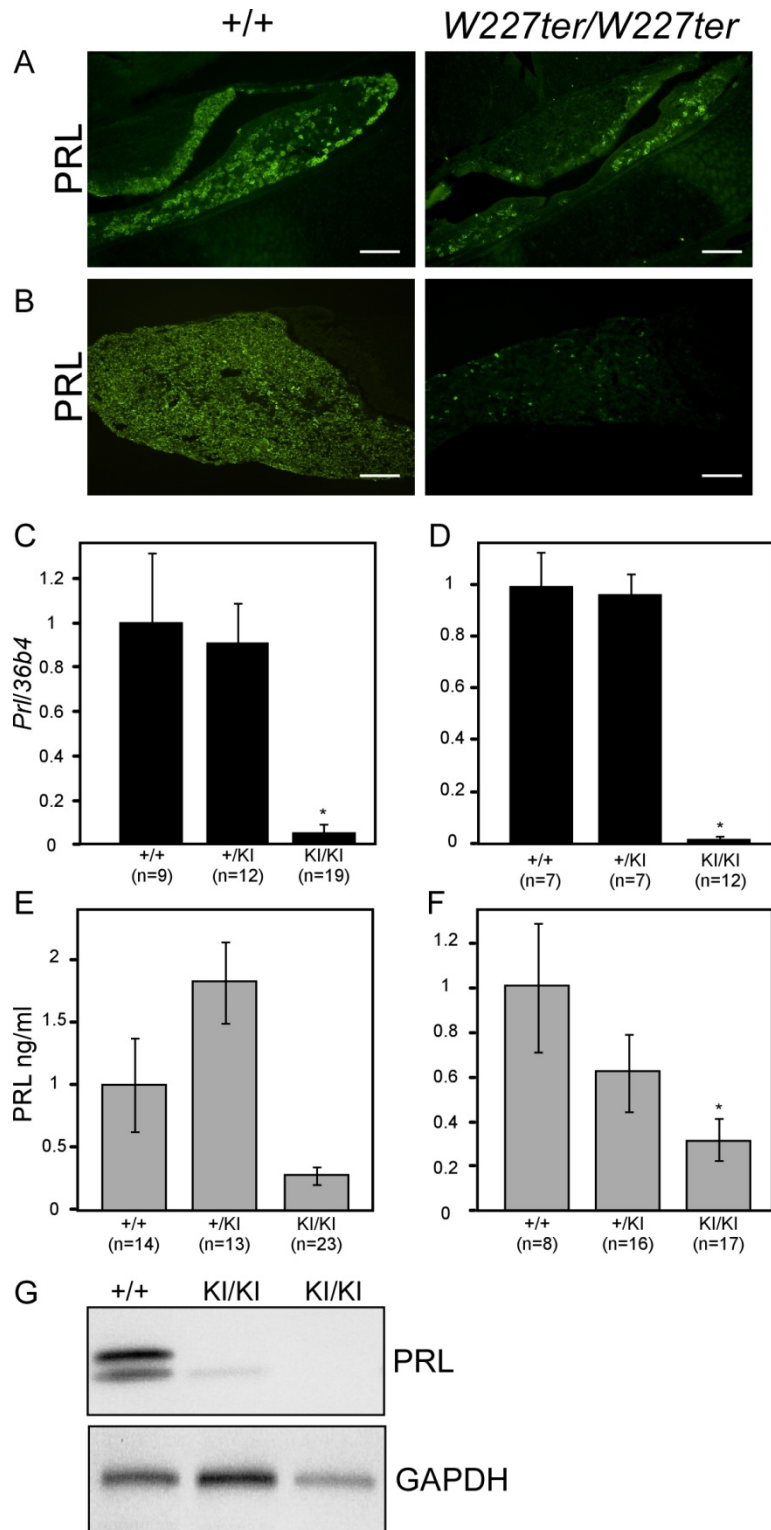 +/+ W227ter/W227ter
A
PRL
B
PRL
C
Prl/36b4
1.2
1
0.8
0.6
0.4
0.2
0
*
+/+ +/KI KI/KI
(n=9) (n=12) (n=19)
D
1
0.8
0.6
0.4
0.2
0
*
+/+ +/KI KI/KI
(n=7) (n=7) (n=12)
E
PRL ng/ml
2
1.5
1
0.5
0
+/+ +/KI KI/KI
(n=14) (n=13) (n=23)
F
1.2
1
0.8
0.6
0.4
0.2
0
*
+/+ +/KI KI/KI
(n=8) (n=16) (n=17)
G
+/+ KI/KI KI/KI
PRL
GAPDH